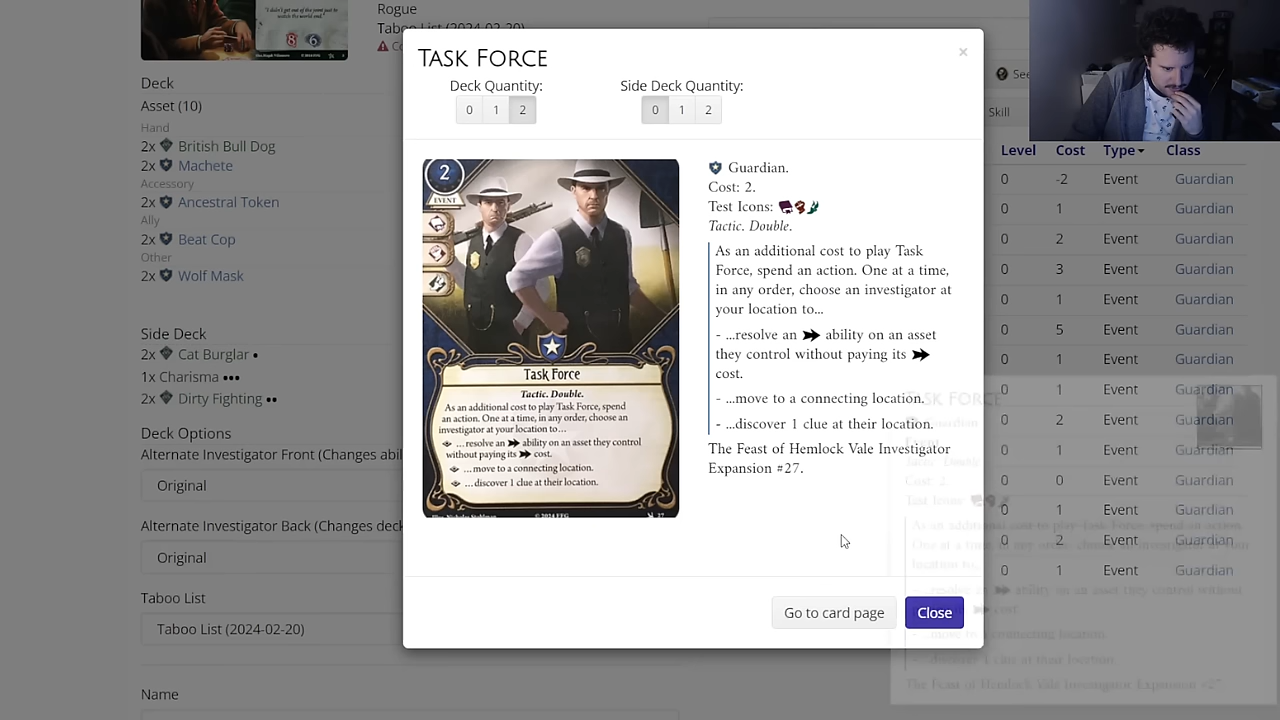 Rogue
Taboo List (2024-02-20)
Deck
Asset (10)
Hand
2x British Bull Dog
2x Machete
Accessory
2x Ancestral Token
Ally
2x Beat Cop
Other
2x Wolf Mask
Side Deck
2x Cat Burglar •
1x Charisma •••
2x Dirty Fighting ••
Deck Options
Alternate Investigator Front (Changes abil
Original
Alternate Investigator Back (Changes deck
Original
Taboo List
Taboo List (2024-02-20)
Name
TASK FORCE
×
Deck Quantity:
0 1 2
Side Deck Quantity:
0 1 2
2
EVENT
Task Force
Tactic. Double.
As an additional cost to play Task Force, spend
an action. One at a time, in any order, choose an
investigator at your location to…
…resolve an ability on an asset they control
without paying its cost.
…move to a connecting location.
…discover 1 clue at their location.
© 2024 FFG
27
Guardian.
Cost: 2.
Test Icons:
Tactic. Double.
As an additional cost to play Task
Force, spend an action. One at a time,
in any order, choose an investigator at
your location to…
- …resolve an ability on an asset
they control without paying its
cost.
- …move to a connecting location.
- …discover 1 clue at their location.
The Feast of Hemlock Vale Investigator
Expansion #27.
Go to card page
Close
See
Skill
Level Cost Type Class
0 -2 Event Guardian
0 1 Event Guardian
0 2 Event Guardian
0 3 Event Guardian
0 1 Event Guardian
0 5 Event Guardian
0 1 Event Guardian
0 1 Event Guardian
0 2 Event Guardian
0 1 Event Guardian
0 0 Event Guardian
0 1 Event Guardian
0 2 Event Guardian
0 1 Event Guardian